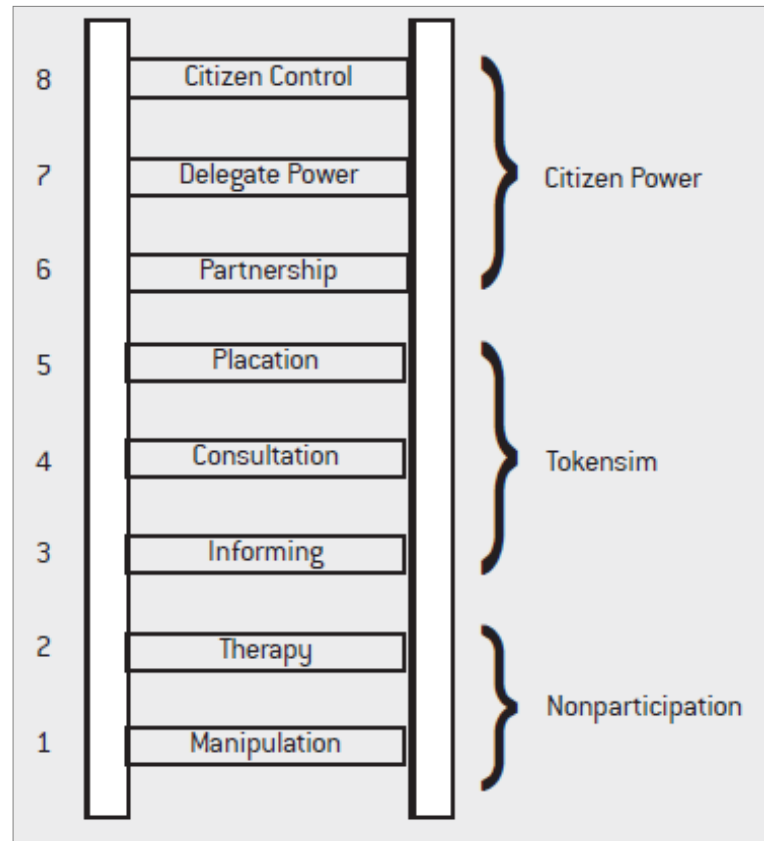 8 Citizen Control
7 Delegate Power
Citizen Power
6 Partnership
5 Placation
4 Consultation
Tokensim
3 Informing
2 Therapy
Nonparticipation
1 Manipulation